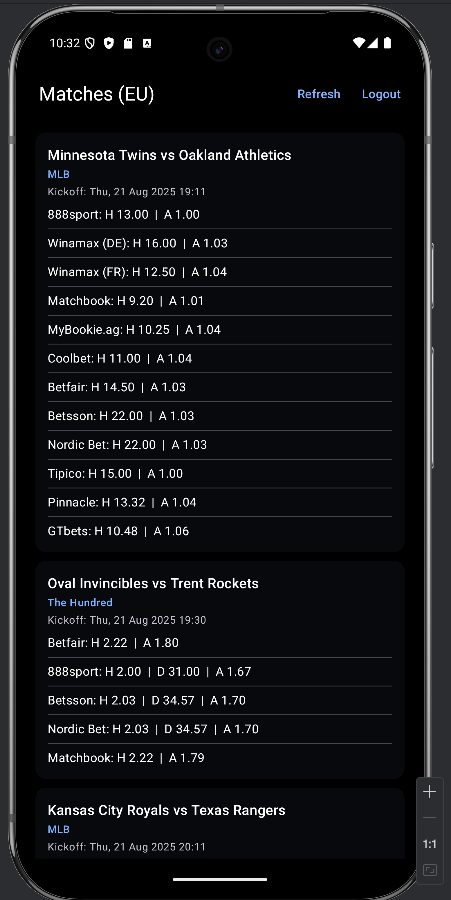 10:32
Matches (EU)
Refresh
Logout
Minnesota Twins vs Oakland Athletics
MLB
Kickoff: Thu, 21 Aug 2025 19:11
888sport: H 13.00 | A 1.00
Winamax (DE): H 16.00 | A 1.03
Winamax (FR): H 12.50 | A 1.04
Matchbook: H 9.20 | A 1.01
MyBookie.ag: H 10.25 | A 1.04
Coolbet: H 11.00 | A 1.04
Betfair: H 14.50 | A 1.03
Betsson: H 22.00 | A 1.03
Nordic Bet: H 22.00 | A 1.03
Tipico: H 15.00 | A 1.00
Pinnacle: H 13.32 | A 1.04
GTbets: H 10.48 | A 1.06
Oval Invincibles vs Trent Rockets
The Hundred
Kickoff: Thu, 21 Aug 2025 19:30
Betfair: H 2.22 | A 1.80
888sport: H 2.00 | D 31.00 | A 1.67
Betsson: H 2.03 | D 34.57 | A 1.70
Nordic Bet: H 2.03 | D 34.57 | A 1.70
Matchbook: H 2.22 | A 1.79
Kansas City Royals vs Texas Rangers
MLB
Kickoff: Thu, 21 Aug 2025 20:11
1:1